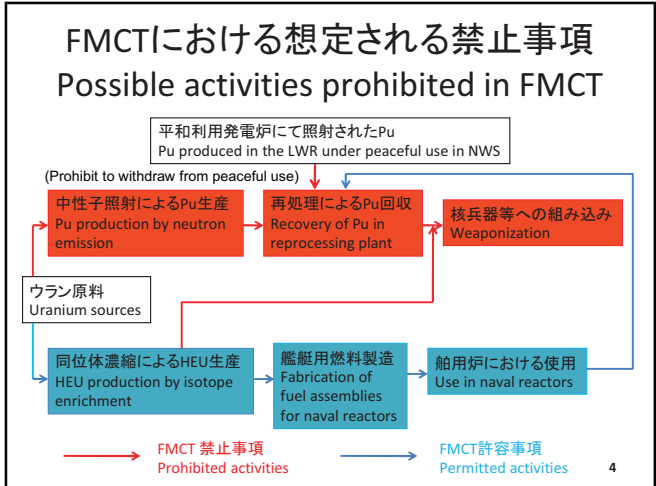 FMCTにおける想定される禁止事項
Possible activities prohibited in FMCT
平和利用発電炉にて照射されたPu
Pu produced in the LWR under peaceful use in NWS
(Prohibit to withdraw from peaceful use)
中性子照射によるPu生産
Pu production by neutron
emission
再処理によるPu回収
Recovery of Pu in
reprocessing plant
核兵器等への組み込み
Weaponization
ウラン原料
Uranium sources
同位体濃縮によるHEU生産
HEU production by isotope
enrichment
艦艇用燃料製造
Fabrication of
fuel assemblies
for naval reactors
舶用炉における使用
Use in naval reactors
FMCT 禁止事項
Prohibited activities
FMCT許容事項
Permitted activities
4